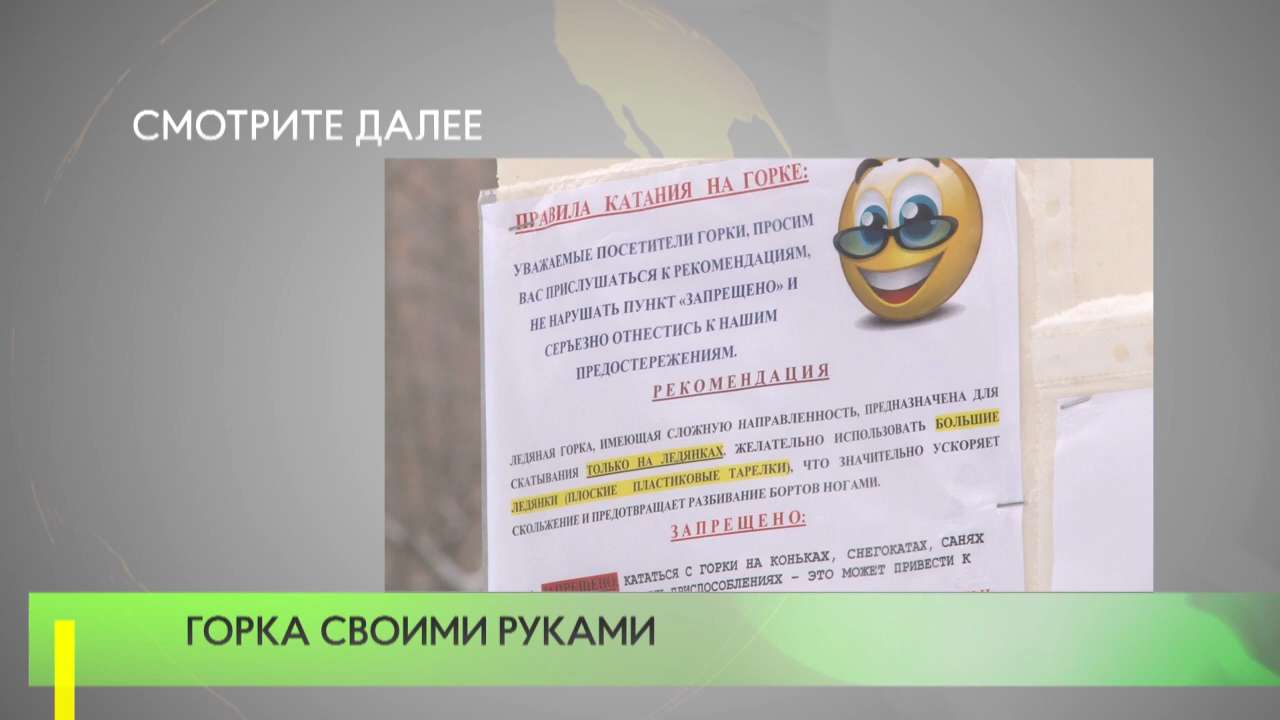 СМОТРИТЕ ДАЛЕЕ
ПРАВИЛА КАТАНИЯ НА ГОРКЕ:
УВАЖАЕМЫЕ ПОСЕТИТЕЛИ ГОРКИ, ПРОСИМ
ВАС ПРИСЛУШАТЬСЯ К РЕКОМЕНДАЦИЯМ,
НЕ НАРУШАТЬ ПУНКТ «ЗАПРЕЩЕНО» И
СЕРЪЕЗНО ОТНЕСТИСЬ К НАШИМ
ПРЕДОСТЕРЕЖЕНИЯМ.
РЕКОМЕНДАЦИЯ
ЛЕДЯНАЯ ГОРКА, ИМЕЮЩАЯ СЛОЖНУЮ НАПРАВЛЕННОСТЬ, ПРЕДНАЗНАЧЕНА ДЛЯ
СКАТЫВАНИЯ ТОЛЬКО НА ЛЕДЯНКАХ. ЖЕЛАТЕЛЬНО ИСПОЛЬЗОВАТЬ БОЛЬШИЕ
ЛЕДЯНКИ (ПЛОСКИЕ ПЛАСТИКОВЫЕ ТАРЕЛКИ), ЧТО ЗНАЧИТЕЛЬНО УСКОРЯЕТ
СКОЛЬЖЕНИЕ И ПРЕДОТВРАЩАЕТ РАЗБИВАНИЕ БОРТОВ НОГАМИ.
ЗАПРЕЩЕНО:
ЗАПРЕЩЕНО КАТАТЬСЯ С ГОРКИ НА КОНЬКАХ, СНЕГОКАТАХ, САНЯХ
ПРИСПОСОБЛЕНИЯХ – ЭТО МОЖЕТ ПРИВЕСТИ К
ГОРКА СВОИМИ РУКАМИ